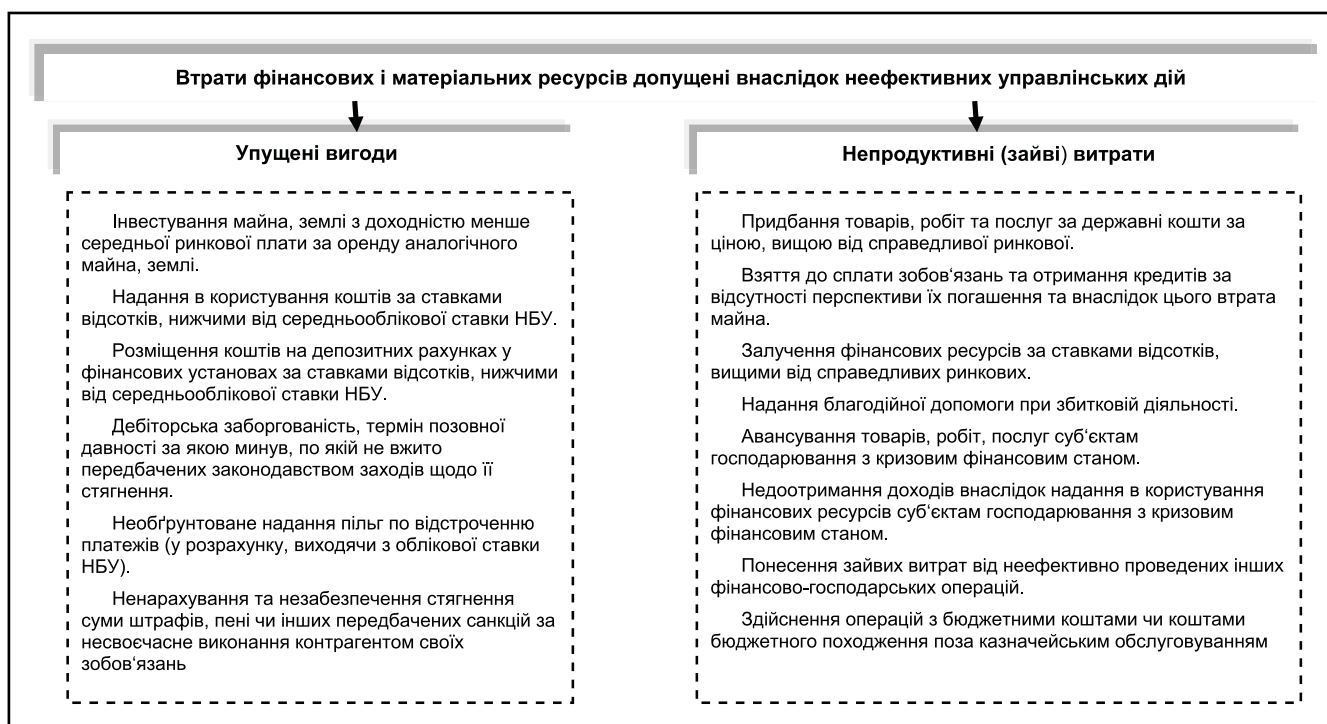 Втрати фінансових і матеріальних ресурсів допущені внаслідок неефективних управлінських дій
Упущені вигоди
Інвестування майна, землі з доходністю менше
середньої ринкової плати за оренду аналогічного
майна, землі.
Надання в користування коштів за ставками
відсотків, нижчими від середньооблікової ставки НБУ.
Розміщення коштів на депозитних рахунках у
фінансових установах за ставками відсотків, нижчими
від середньооблікової ставки НБУ.
Дебіторська заборгованість, термін позовної
давності за якою минув, по якій не вжито
передбачених законодавством заходів щодо її
стягнення.
Необґрунтоване надання пільг по відстроченню
платежів (у розрахунку, виходячи з облікової ставки
НБУ).
Ненарахування та незабезпечення стягнення
суми штрафів, пені чи інших передбачених санкцій за
несвоєчасне виконання контрагентом своїх
зобов‘язань
Непродуктивні (зайві) витрати
Придбання товарів, робіт та послуг за державні кошти за
ціною, вищою від справедливої ринкової.
Взяття до сплати зобов‘язань та отримання кредитів за
відсутності перспективи їх погашення та внаслідок цього втрата
майна.
Залучення фінансових ресурсів за ставками відсотків,
вищими від справедливих ринкових.
Надання благодійної допомоги при збитковій діяльності.
Авансування товарів, робіт, послуг суб‘єктам
господарювання з кризовим фінансовим станом.
Недоотримання доходів внаслідок надання в користування
фінансових ресурсів суб‘єктам господарювання з кризовим
фінансовим станом.
Понесення зайвих витрат від неефективно проведених інших
фінансово-господарських операцій.
Здійснення операцій з бюджетними коштами чи коштами
бюджетного походження поза казначейським обслуговуванням